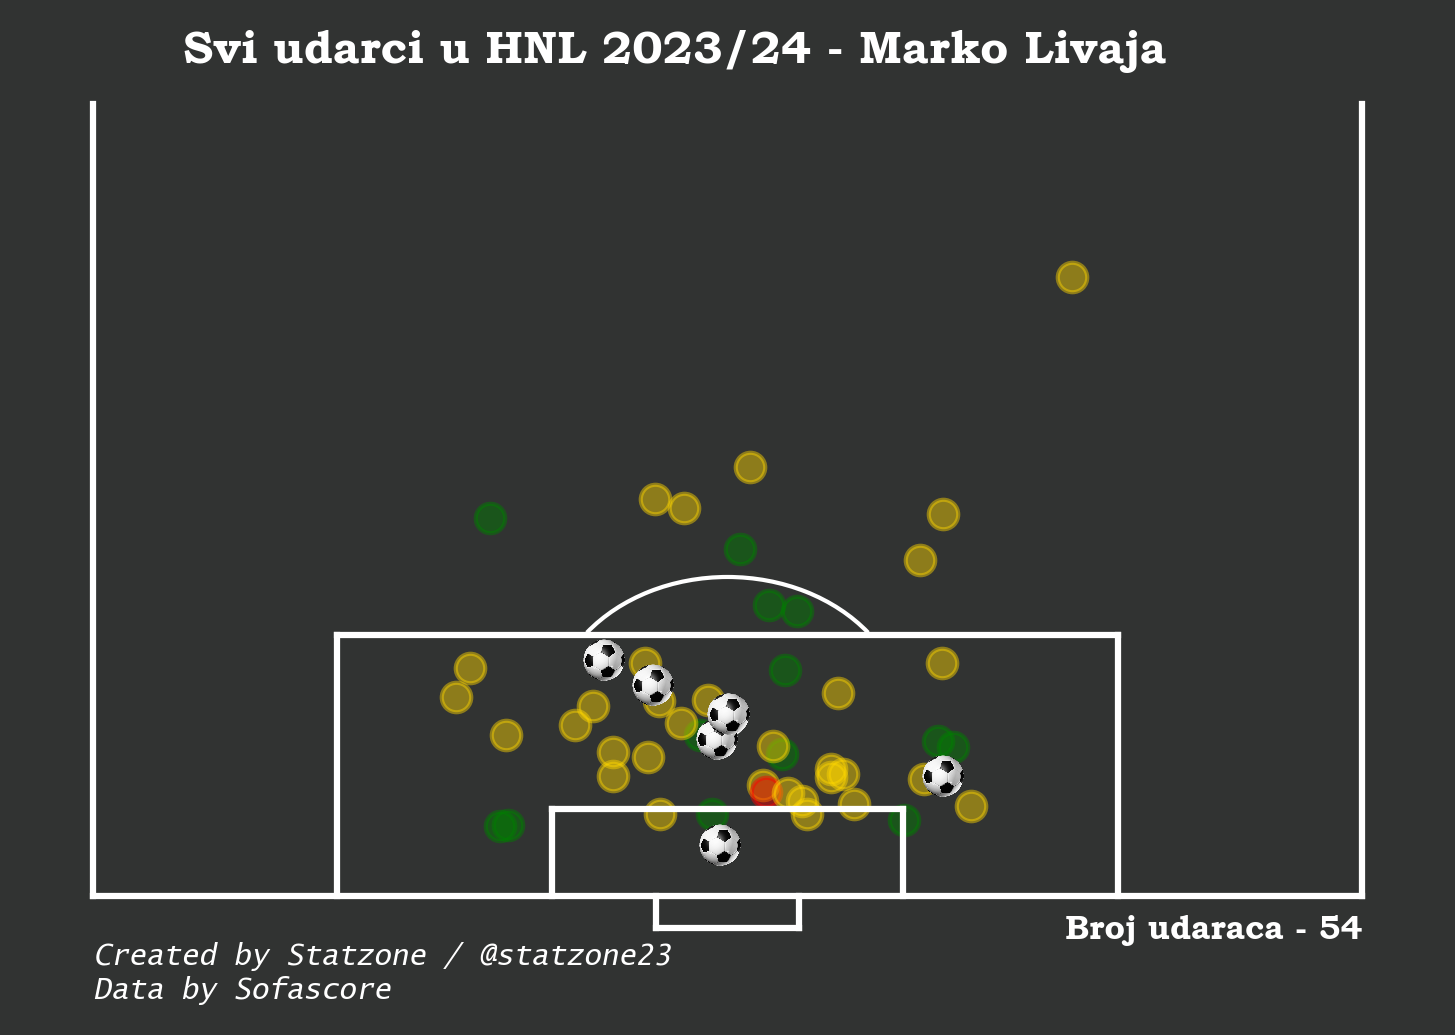 Svi udarci u HNL 2023/24 - Marko Livaja
Broj udaraca - 54
Created by Statzone / @statzone23
Data by Sofascore